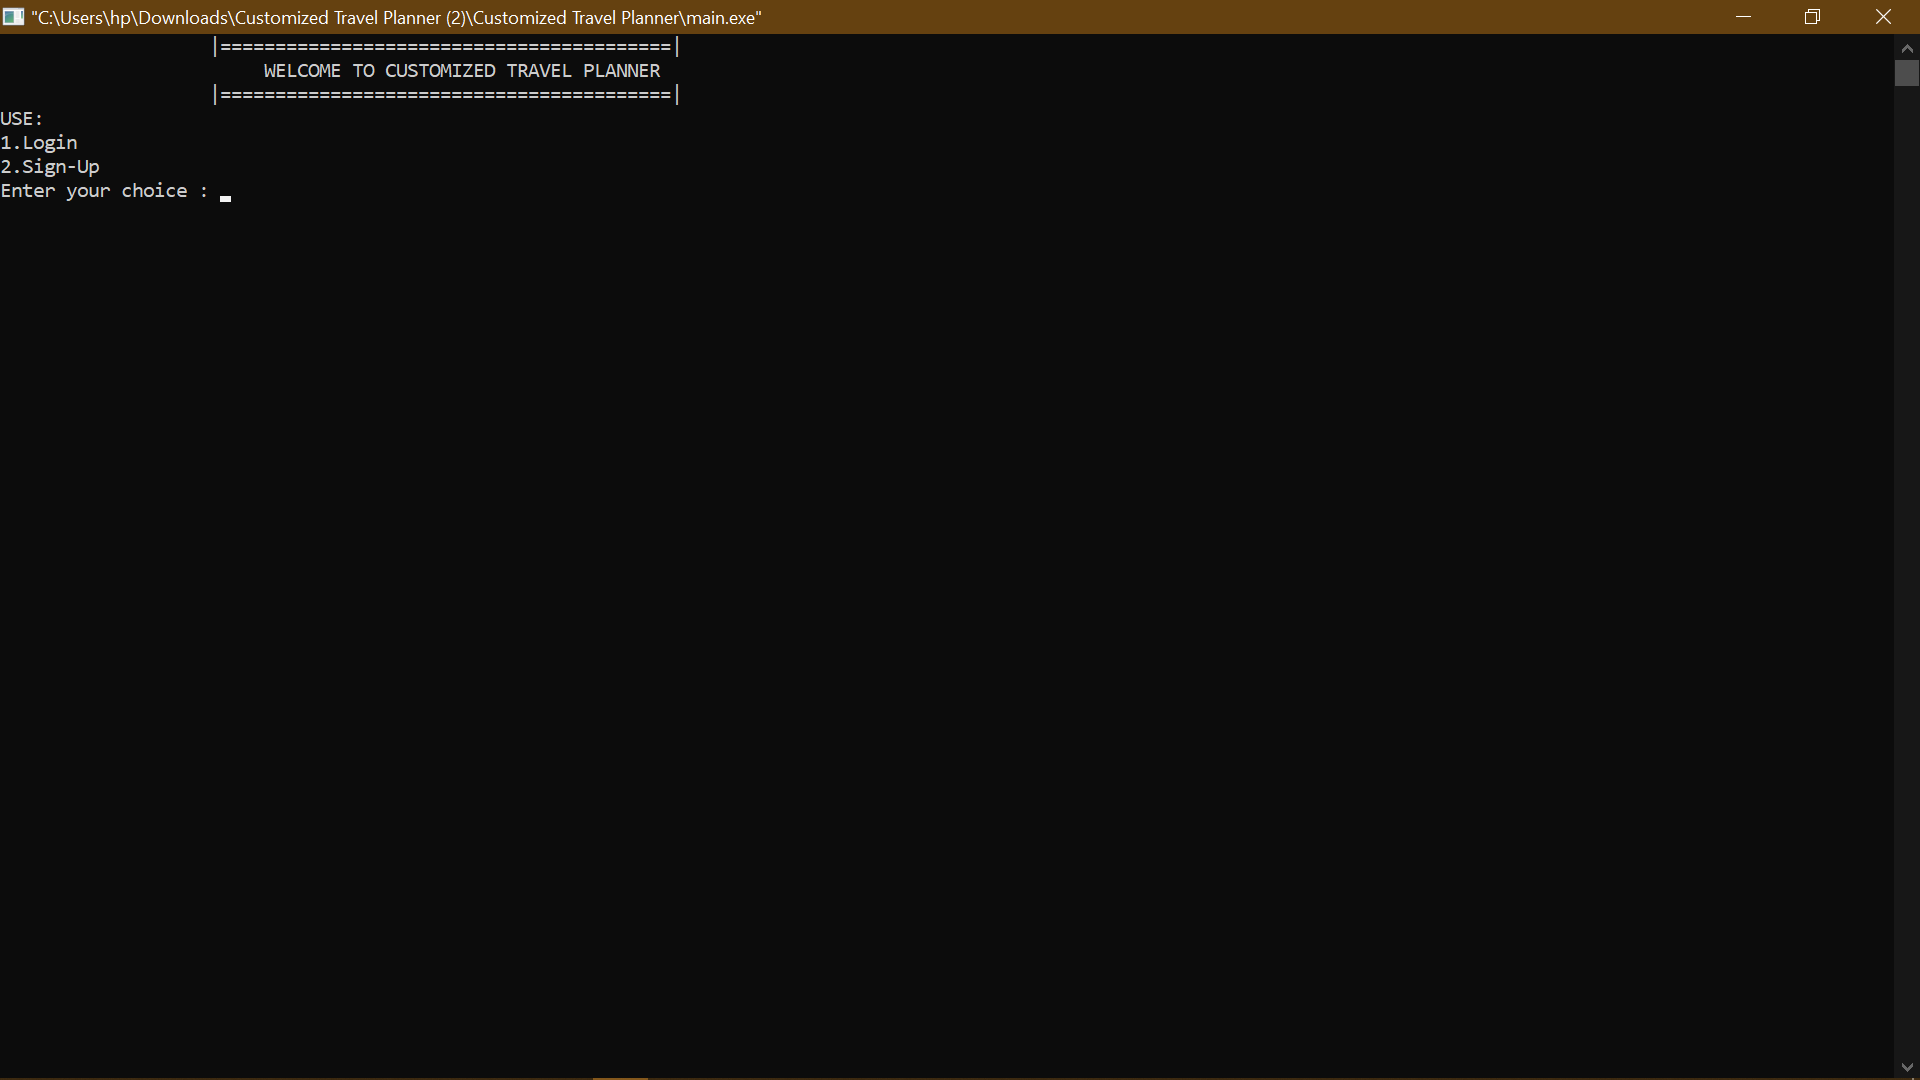 "C:\Users\hp\Downloads\Customized Travel Planner (2)\Customized Travel Planner\main.exe"
|=========================================|
WELCOME TO CUSTOMIZED TRAVEL PLANNER
|=========================================|
USE:
1.Login
2.Sign-Up
Enter your choice :